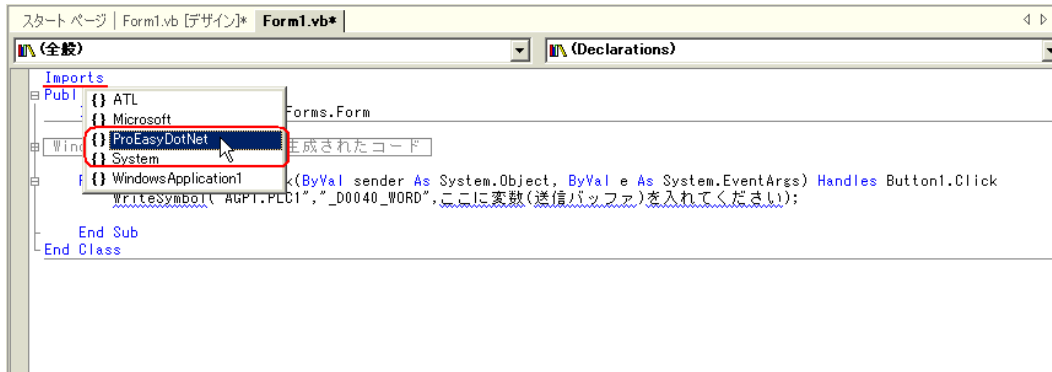 スタート ページ | Form1.vb [デザイン]* Form1.vb*
(全般) (Declarations)
Imports
Publ
ATL
Forms.Form
Microsoft
ProEasyDotNet
生成されたコード
System
WindowsApplication1
(ByVal sender As System.Object, ByVal e As System.EventArgs) Handles Button1.Click
WriteSymbol("AGP1.PLC1","_D0040_WORD",ここに変数(送信バッファ)を入れてください);
End Sub
End Class